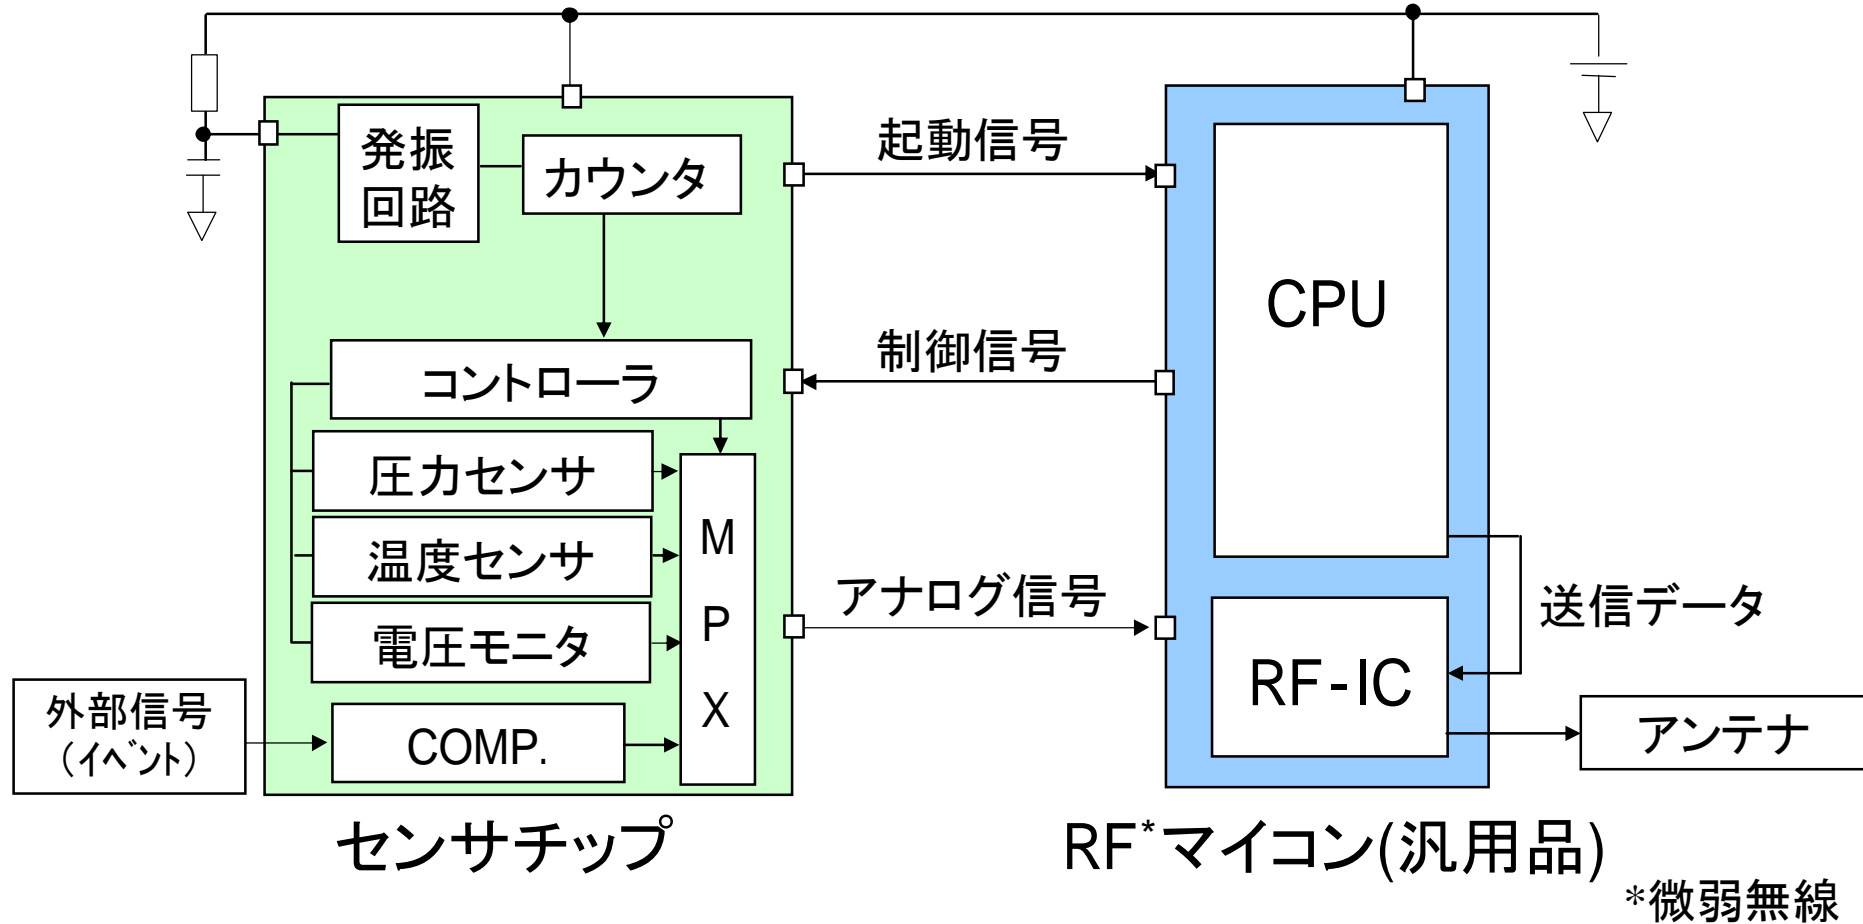 発振
回路
カウンタ
起動信号
CPU
制御信号
コントローラ
圧力センサ
温度センサ
電圧モニタ
COMP.
M
P
X
外部信号
(イベント)
アナログ信号
送信データ
RF-IC
アンテナ
センサチップ
RF*マイコン(汎用品)
*微弱無線